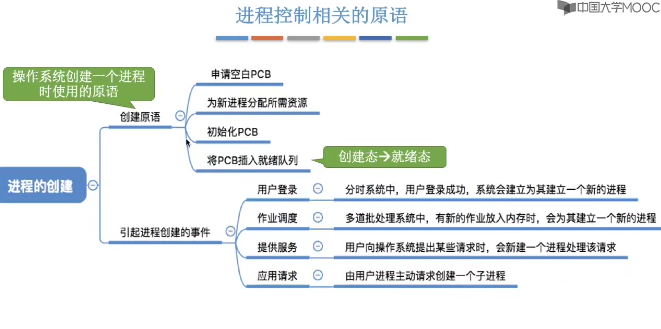 进程控制相关的原语
中国大学MOOC
操作系统创建一个进程
时使用的原语
创建原语
申请空白PCB
为新进程分配所需资源
初始化PCB
将PCB插入就绪队列
创建态→就绪态
进程的创建
引起进程创建的事件
用户登录
分时系统中，用户登录成功，系统会建立为其建立一个新的进程
作业调度
多道批处理系统中，有新的作业放入内存时，会为其建立一个新的进程
提供服务
用户向操作系统提出某些请求时，会新建一个进程处理该请求
应用请求
由用户进程主动请求创建一个子进程